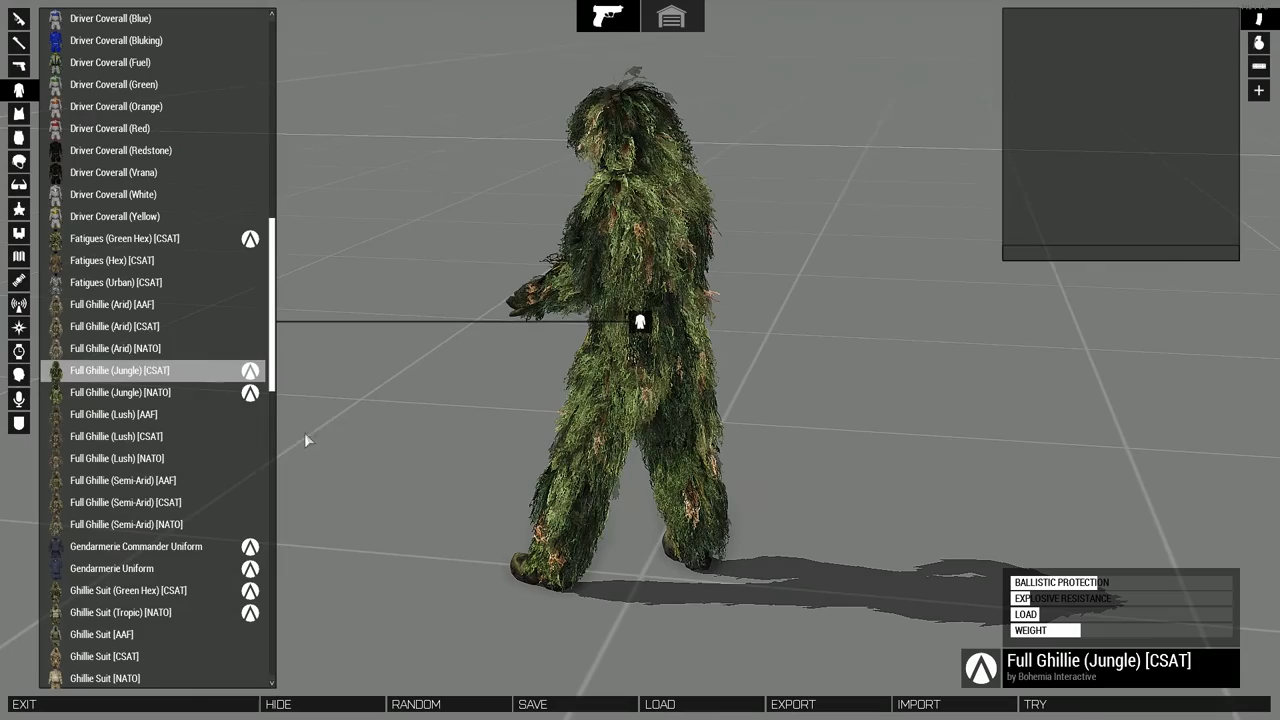 Driver Coverall (Blue)
Driver Coverall (Bluking)
Driver Coverall (Fuel)
Driver Coverall (Green)
Driver Coverall (Orange)
Driver Coverall (Red)
Driver Coverall (Redstone)
Driver Coverall (Vrana)
Driver Coverall (White)
Driver Coverall (Yellow)
Fatigues (Green Hex) [CSAT]
Fatigues (Hex) [CSAT]
Fatigues (Urban) [CSAT]
Full Ghillie (Arid) [AAF]
Full Ghillie (Arid) [CSAT]
Full Ghillie (Arid) [NATO]
Full Ghillie (Jungle) [CSAT]
Full Ghillie (Jungle) [NATO]
Full Ghillie (Lush) [AAF]
Full Ghillie (Lush) [CSAT]
Full Ghillie (Lush) [NATO]
Full Ghillie (Semi-Arid) [AAF]
Full Ghillie (Semi-Arid) [CSAT]
Full Ghillie (Semi-Arid) [NATO]
Gendarmerie Commander Uniform
Gendarmerie Uniform
Ghillie Suit (Green Hex) [CSAT]
Ghillie Suit (Tropic) [NATO]
Ghillie Suit [AAF]
Ghillie Suit [CSAT]
Ghillie Suit [NATO]
BALLISTIC PROTECTION
EXPLOSIVE RESISTANCE
LOAD
WEIGHT
Full Ghillie (Jungle) [CSAT]
by Bohemia Interactive
EXIT HIDE RANDOM SAVE LOAD EXPORT IMPORT TRY